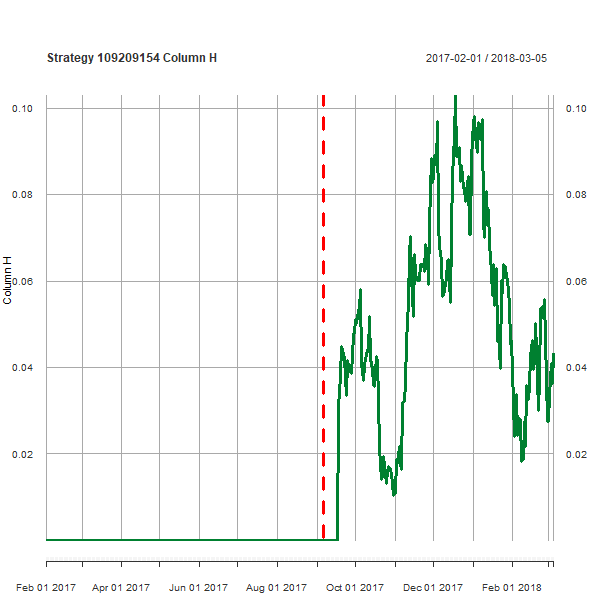 Strategy 109209154 Column H 2017-02-01 / 2018-03-05
0.10 0.10
0.08 0.08
0.06 0.06
Column H
0.04 0.04
0.02 0.02
Feb 01 2017 Apr 01 2017 Jun 01 2017 Aug 01 2017 Oct 01 2017 Dec 01 2017 Feb 01 2018